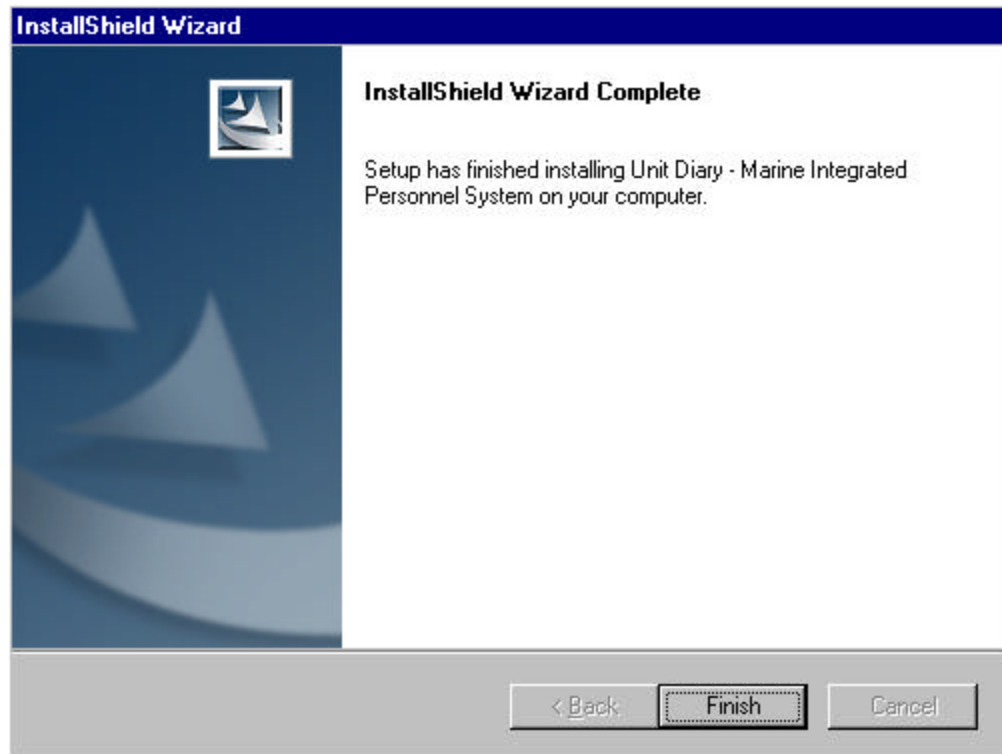 InstallShield Wizard
InstallShield Wizard Complete
Setup has finished installing Unit Diary - Marine Integrated
Personnel System on your computer.
< Back
Finish
Cancel